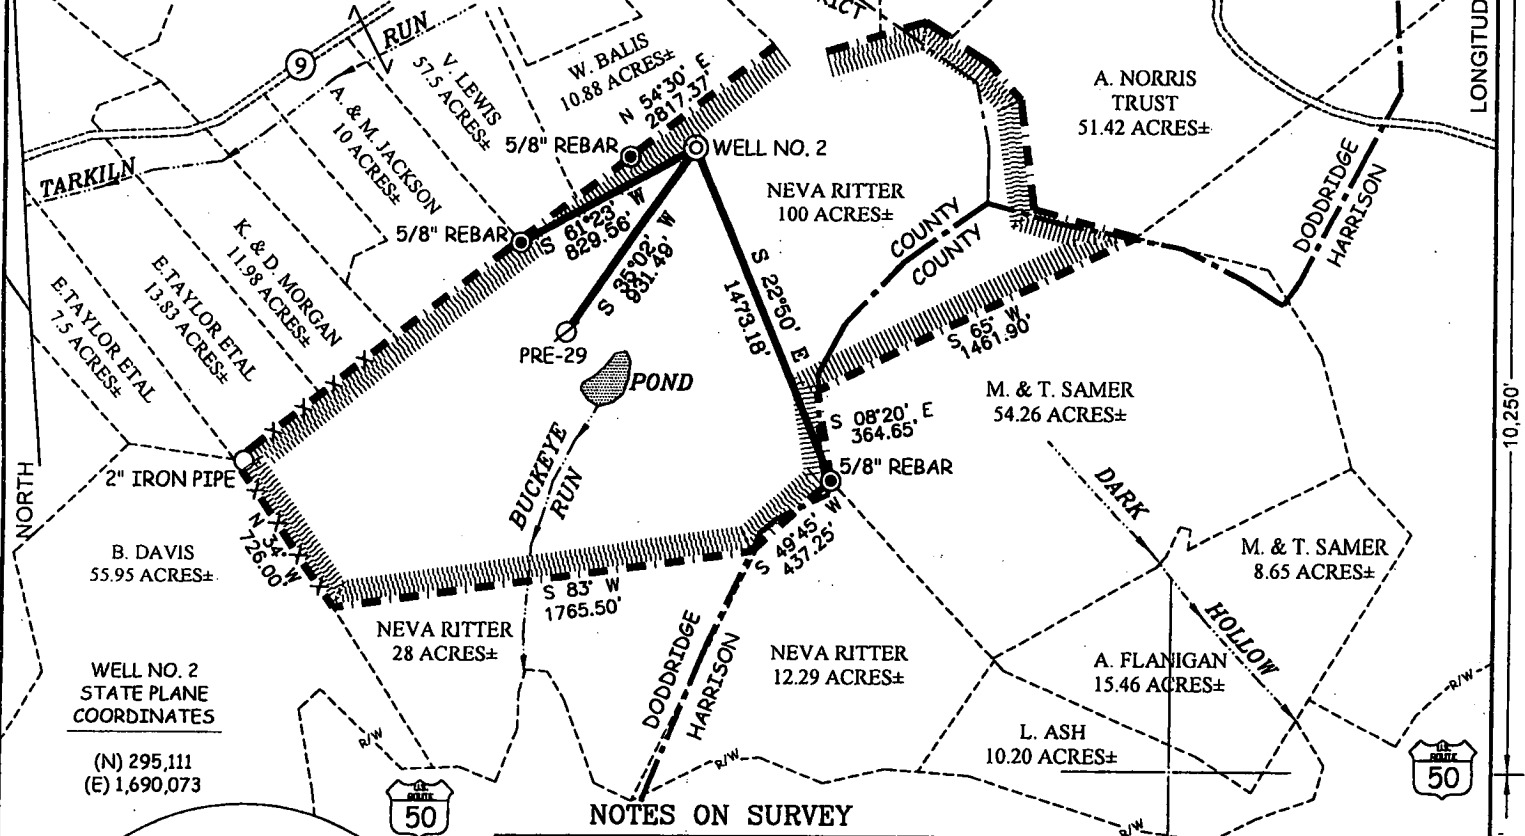 RICT
LONGITUD
RUN
9
V. LEWIS
57.5 ACRES±
W. BALIS
10.88 ACRES±
N 54°30' E
2817.37'
A. NORRIS
TRUST
51.42 ACRES±
A. & M. JACKSON
10 ACRES±
5/8" REBAR
WELL NO. 2
TARKILN
NEVA RITTER
100 ACRES±
DODDRIDGE
HARRISON
5/8" REBAR
S 61°23' W
829.56'
COUNTY
COUNTY
K. & D. MORGAN
11.98 ACRES±
S 35°02' W
931.49'
S 22°50' E
1473.18'
E.TAYLOR ETAL
13.83 ACRES±
E.TAYLOR ETAL
7.5 ACRES±
S 65° W
1461.90'
PRE-29
POND
M. & T. SAMER
54.26 ACRES±
10,250'
S 08°20' E
364.65'
BUCKEYE
RUN
5/8" REBAR
2" IRON PIPE
NORTH
DARK
HOLLOW
N 34° W
726.00'
B. DAVIS
55.95 ACRES±
S 49°45' W
437.25'
M. & T. SAMER
8.65 ACRES±
S 83° W
1765.50'
NEVA RITTER
28 ACRES±
DODDRIDGE
HARRISON
NEVA RITTER
12.29 ACRES±
A. FLANIGAN
15.46 ACRES±
WELL NO. 2
STATE PLANE
COORDINATES
(N) 295,111
(E) 1,690,073
R/W
R/W
R/W
L. ASH
10.20 ACRES±
U.S.
ROUTE
50
U.S.
ROUTE
50
NOTES ON SURVEY
R/W